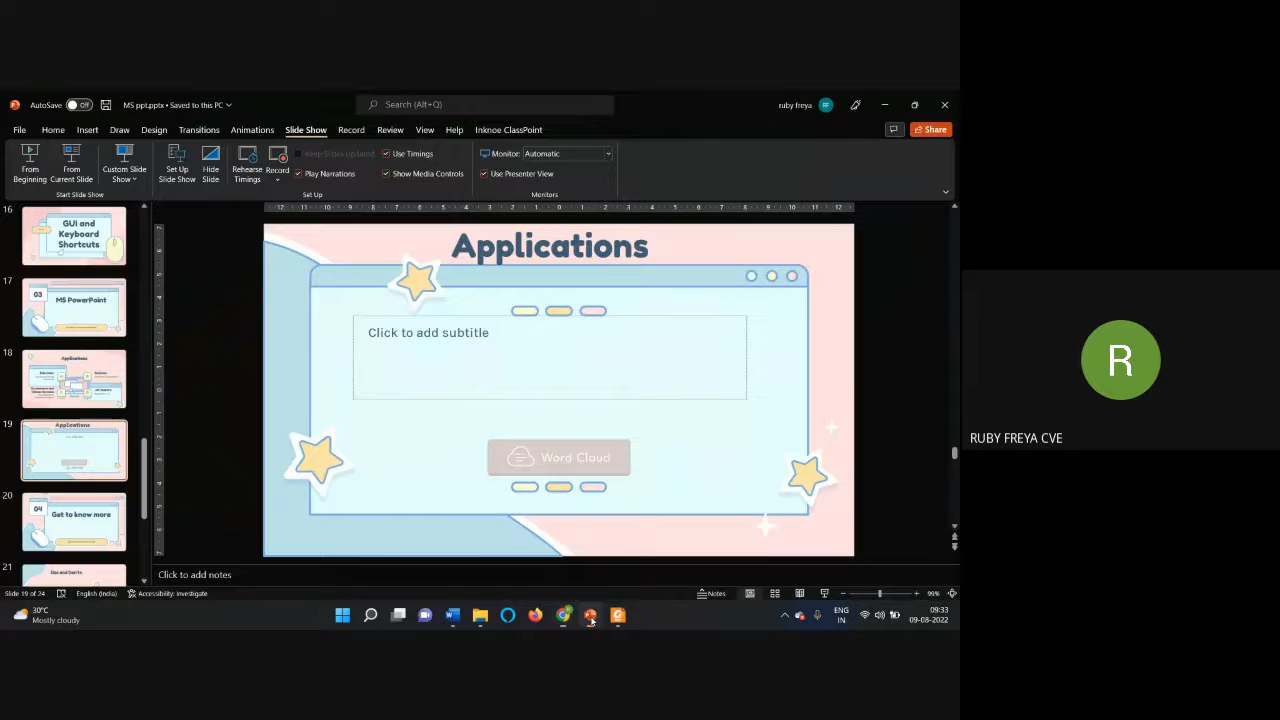 AutoSave Off MS ppt.pptx • Saved to this PC Search (Alt+Q) ruby freya RF
File Home Insert Draw Design Transitions Animations Slide Show Record Review View Help Inknoe ClassPoint Share
From Beginning
From Current Slide
Custom Slide Show
Start Slide Show
Set Up Slide Show
Hide Slide
Rehearse Timings
Record
Keep Slides Updated
Play Narrations
Use Timings
Show Media Controls
Set Up
Monitor: Automatic
Use Presenter View
Monitors
16
GUI and
Keyboard
Shortcuts
17
03
MS PowerPoint
18
Applications
19
Applications
20
04
Get to know more
21
Applications
Click to add subtitle
Word Cloud
Click to add notes
Slide 19 of 24 English (India) Accessibility: Investigate Notes 99%
30°C
Mostly cloudy
ENG
IN
09:33
09-08-2022
R
RUBY FREYA CVE